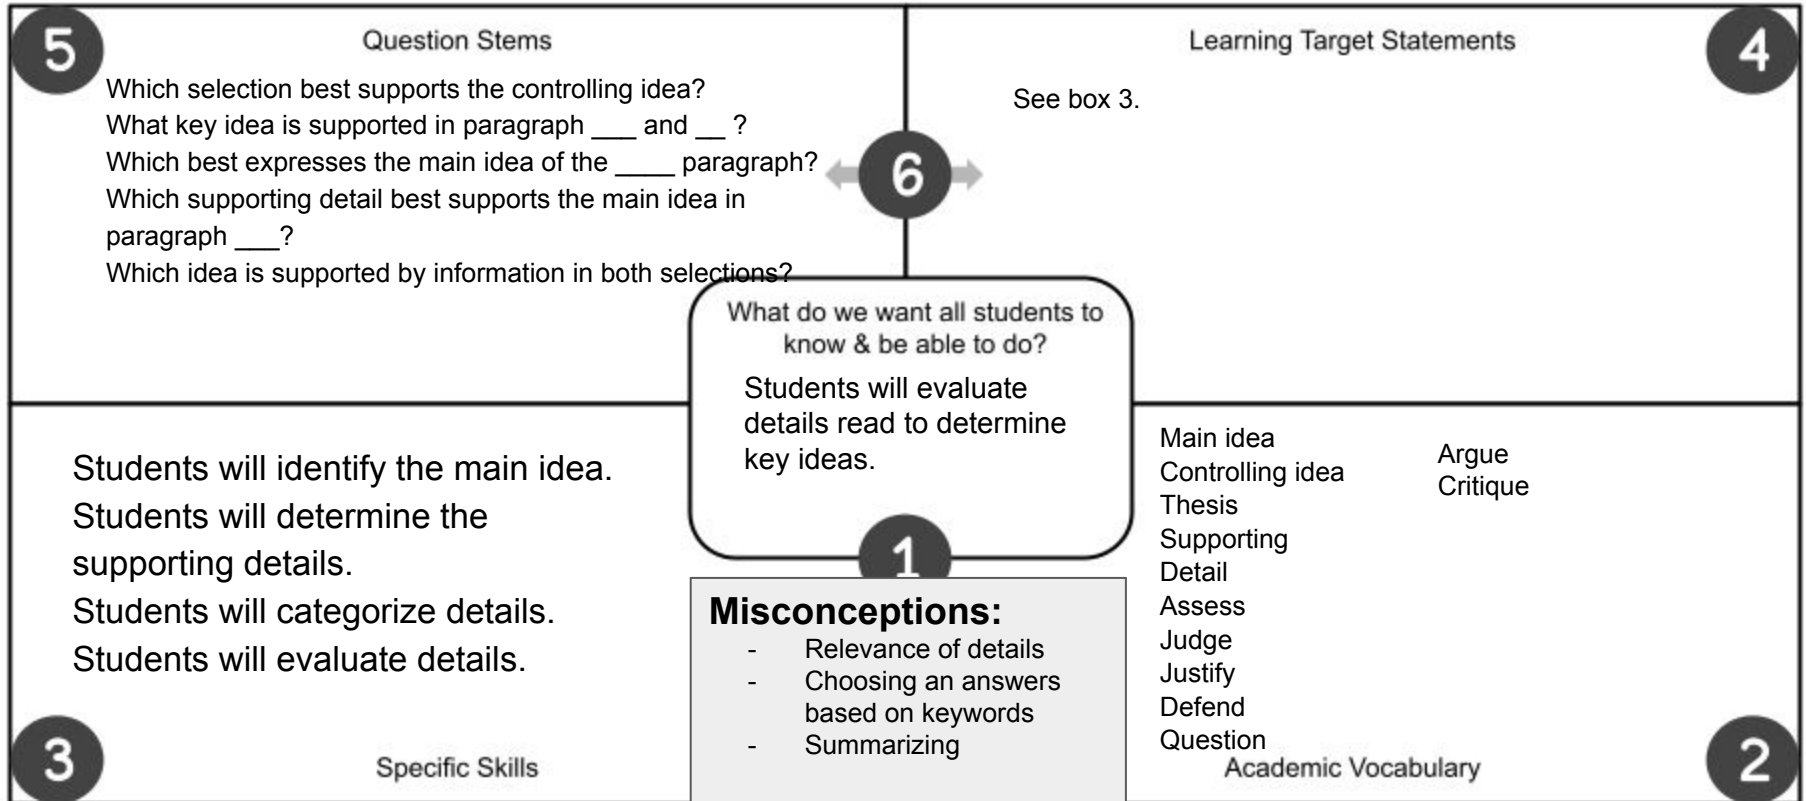 5
Question Stems
Which selection best supports the controlling idea?
What key idea is supported in paragraph ___ and __ ?
Which best expresses the main idea of the ____ paragraph?
Which supporting detail best supports the main idea in
paragraph ___?
Which idea is supported by information in both selections?
Learning Target Statements
4
See box 3.
6
What do we want all students to
know & be able to do?
Students will evaluate
details read to determine
key ideas.
1
Students will identify the main idea.
Students will determine the
supporting details.
Students will categorize details.
Students will evaluate details.
3
Specific Skills
Misconceptions:
- Relevance of details
- Choosing an answers
based on keywords
- Summarizing
Main idea
Controlling idea
Thesis
Supporting
Detail
Assess
Judge
Justify
Defend
Question
Argue
Critique
Academic Vocabulary
2